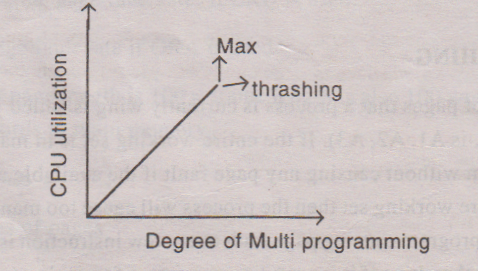 Max
thrashing
CPU utilization
Degree of Multi programming